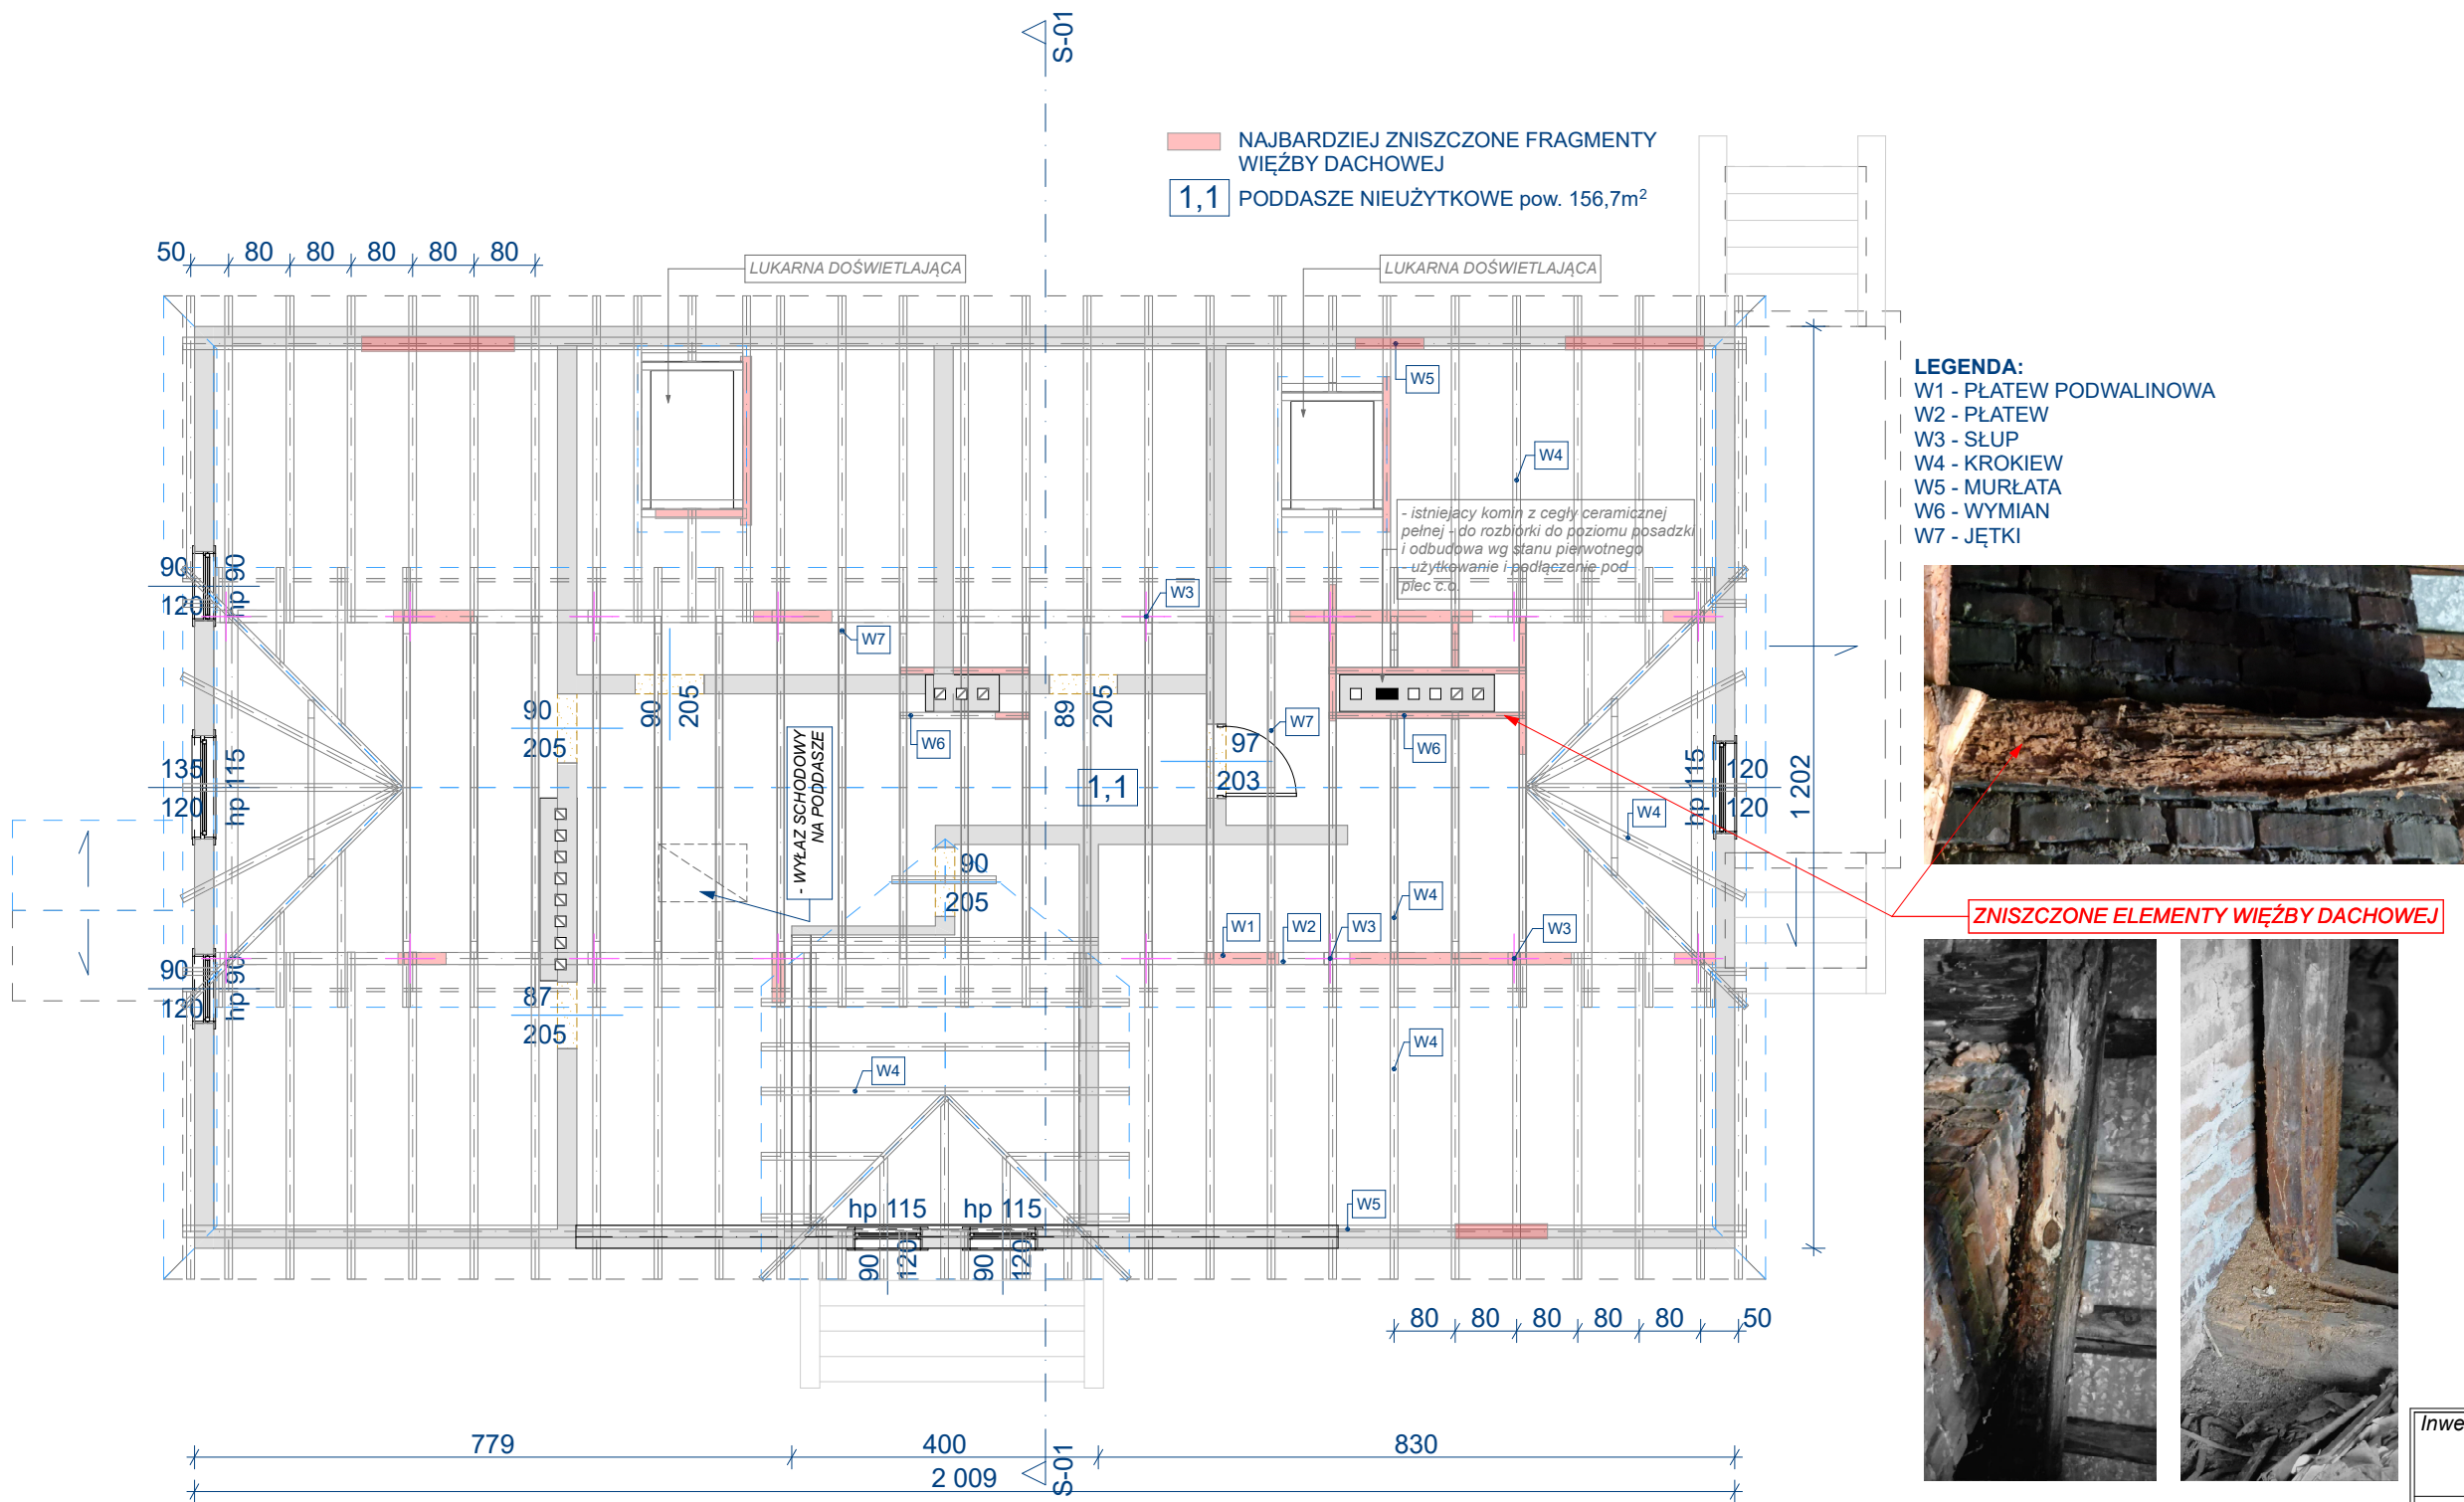 S-01
NAJBARDZIEJ ZNISZCZONE FRAGMENTY
WIĘŹBY DACHOWEJ
1,1 PODDASZE NIEUŻYTKOWE pow. 156,7m²
50 80 80 80 80 80
LUKARNA DOŚWIETLAJĄCA
LUKARNA DOŚWIETLAJĄCA
LEGENDA:
W1 - PŁATEW PODWALINOWA
W2 - PŁATEW
W3 - SŁUP
W4 - KROKIEW
W5 - MURŁATA
W6 - WYMIAN
W7 - JĘTKI
W5
W4
- istniejacy komin z cegły ceramicznej
pełnej - do rozbiórki do poziomu posadzki
i odbudowa wg stanu pierwotnego
- użytkowanie i podłączenie pod
piec c.o.
90
120
hp 90
W3
W7
90
205
90
205
89
205
W7
W6
W6
97
203
1,1
- WYŁAZ SCHODOWY
NA PODDASZE
135
120
hp 115
hp 115
120
120
1 202
W4
90
205
W4
W1
W2
W3
W3
ZNISZCZONE ELEMENTY WIĘŹBY DACHOWEJ
90
120
hp 90
87
205
W4
W4
W5
hp 115
hp 115
90
120
90
120
80 80 80 80 80 50
779 400 830
2 009
S-01
Inwe